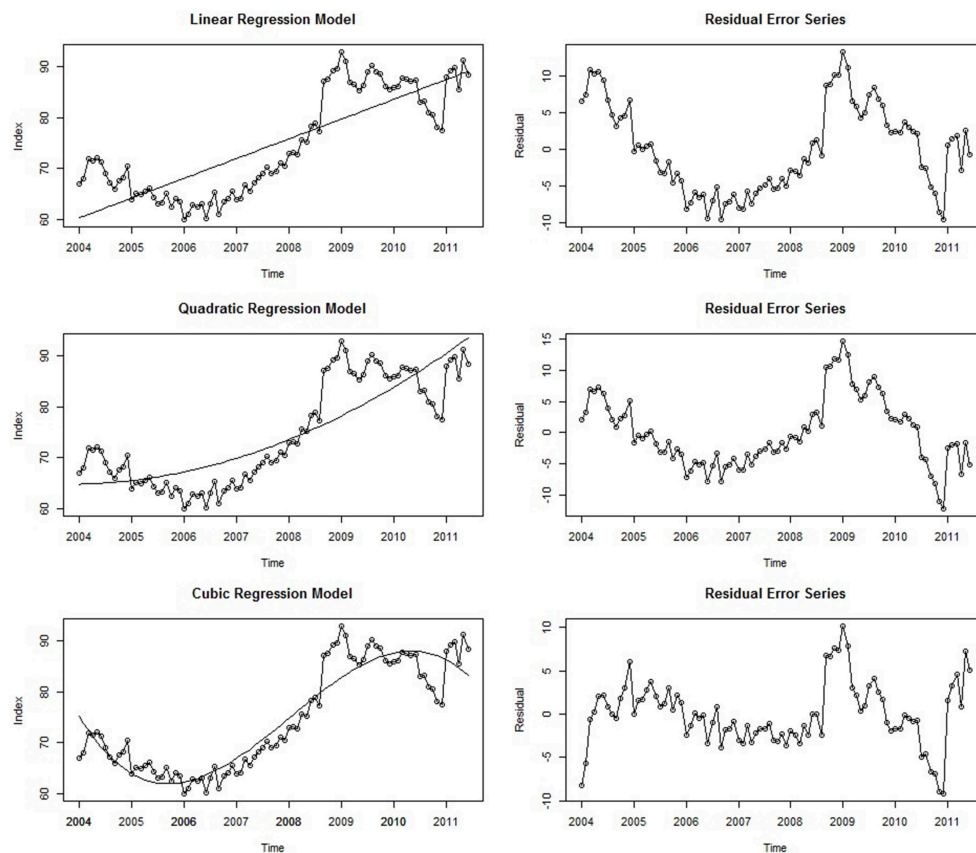 Linear Regression Model
Index
90
80
70
60
2004 2005 2006 2007 2008 2009 2010 2011
Time
Residual Error Series
Residual
10
5
0
-5
-10
2004 2005 2006 2007 2008 2009 2010 2011
Time
Quadratic Regression Model
Index
90
80
70
60
2004 2005 2006 2007 2008 2009 2010 2011
Time
Residual Error Series
Residual
15
10
5
0
-5
-10
2004 2005 2006 2007 2008 2009 2010 2011
Time
Cubic Regression Model
Index
90
80
70
60
2004 2005 2006 2007 2008 2009 2010 2011
Time
Residual Error Series
Residual
10
5
0
-5
-10
2004 2005 2006 2007 2008 2009 2010 2011
Time